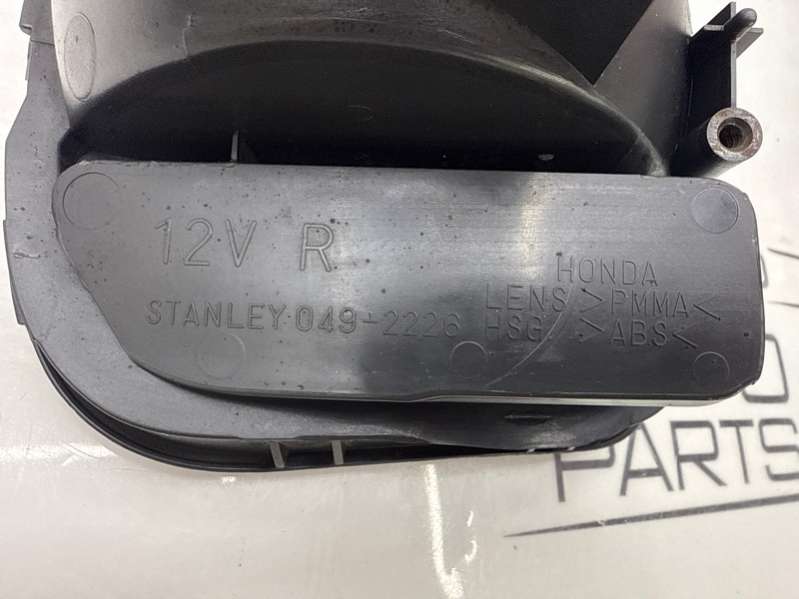 12V R
HONDA
LENS >PMMA<
STANLEY 049-2226
HSG >ABS<
PARTS